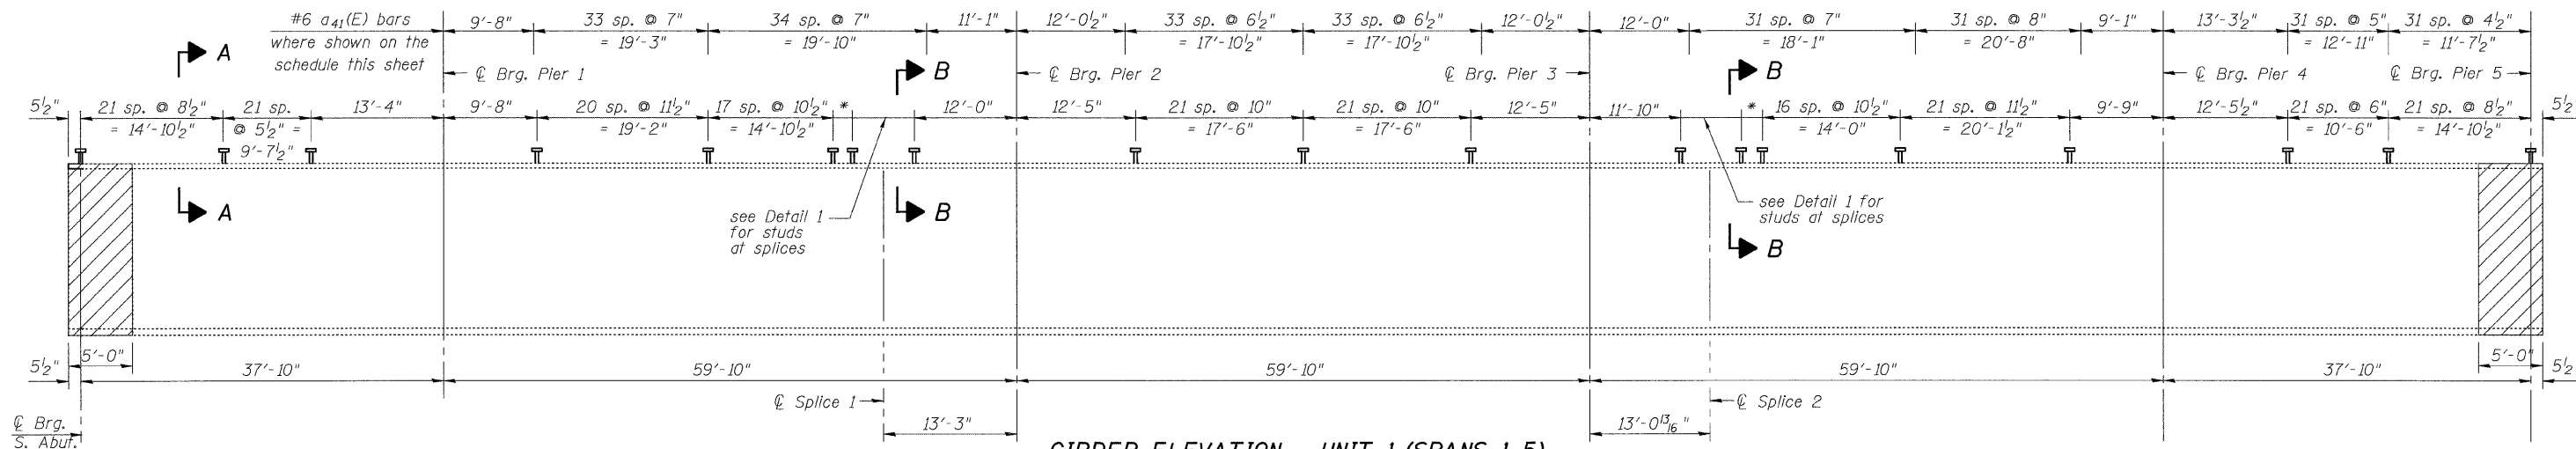 #6 a41(E) bars
where shown on the
schedule this sheet
9'-8"
33 sp. @ 7"
= 19'-3"
34 sp. @ 7"
= 19'-10"
11'-1"
12'-0½"
33 sp. @ 6½"
= 17'-10½"
33 sp. @ 6½"
= 17'-10½"
12'-0½"
12'-0"
31 sp. @ 7"
= 18'-1"
31 sp. @ 8"
= 20'-8"
9'-1"
13'-3½"
31 sp. @ 5"
= 12'-11"
31 sp. @ 4½"
= 11'-7½"
A
℄ Brg. Pier 1
B
℄ Brg. Pier 2
℄ Brg. Pier 3
B
℄ Brg. Pier 4
℄ Brg. Pier 5
5½"
21 sp. @ 8½"
= 14'-10½"
21 sp.
@ 5½" =
9'-7½"
13'-4"
9'-8"
20 sp. @ 11½"
= 19'-2"
17 sp. @ 10½"
= 14'-10½"
*
12'-0"
12'-5"
21 sp. @ 10"
= 17'-6"
21 sp. @ 10"
= 17'-6"
12'-5"
11'-10"
*
16 sp. @ 10½"
= 14'-0"
21 sp. @ 11½"
= 20'-1½"
9'-9"
12'-5½"
21 sp. @ 6"
= 10'-6"
21 sp. @ 8½"
= 14'-10½"
5½"
A
see Detail 1
for studs
at splices
B
see Detail 1 for
studs at splices
B
5½"
5'-0"
37'-10"
59'-10"
59'-10"
59'-10"
37'-10"
5'-0"
5½
℄ Splice 1
℄ Splice 2
13'-3"
13'-0 13/16"
℄ Brg.
S. Abut.
GIRDER ELEVATION - UNIT 1 (SPANS 1-5)